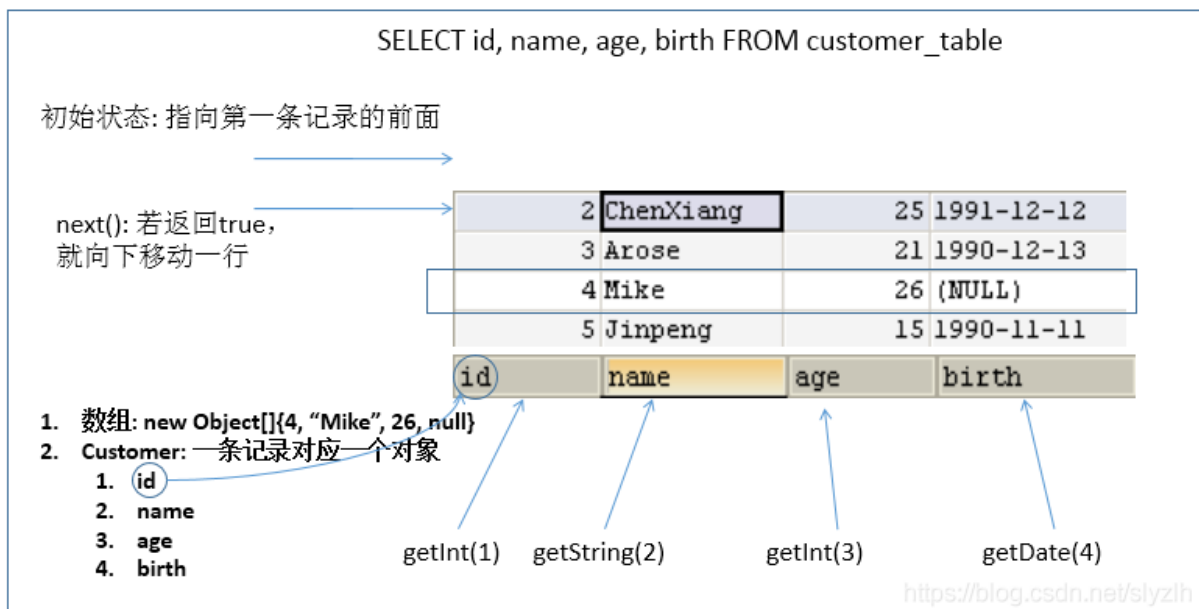 SELECT id, name, age, birth FROM customer_table
初始状态: 指向第一条记录的前面
next(): 若返回true，
就向下移动一行
2 ChenXiang 25 1991-12-12
3 Arose 21 1990-12-13
4 Mike 26 (NULL)
5 Jinpeng 15 1990-11-11
id name age birth
1. 数组: new Object[]{4, “Mike”, 26, null}
2. Customer: 一条记录对应一个对象
1. id
2. name
3. age
4. birth
getInt(1) getString(2) getInt(3) getDate(4)
https://blog.csdn.net/slyzlh